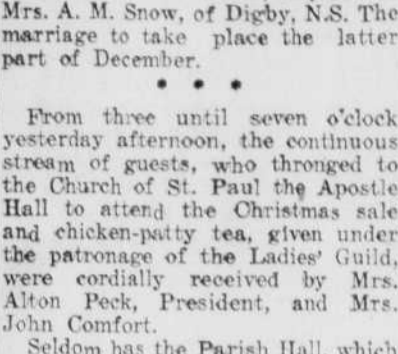 Mrs. A. M. Snow, of Digby, N.S. The
marriage to take place the latter
part of December.
* * *
From three until seven o'clock
yesterday afternoon, the continuous
stream of guests, who thronged to
the Church of St. Paul the Apostle
Hall to attend the Christmas sale
and chicken-patty tea, given under
the patronage of the Ladies' Guild,
were cordially received by Mrs.
Alton Peck, President, and Mrs.
John Comfort.
Seldom has the Parish Hall which